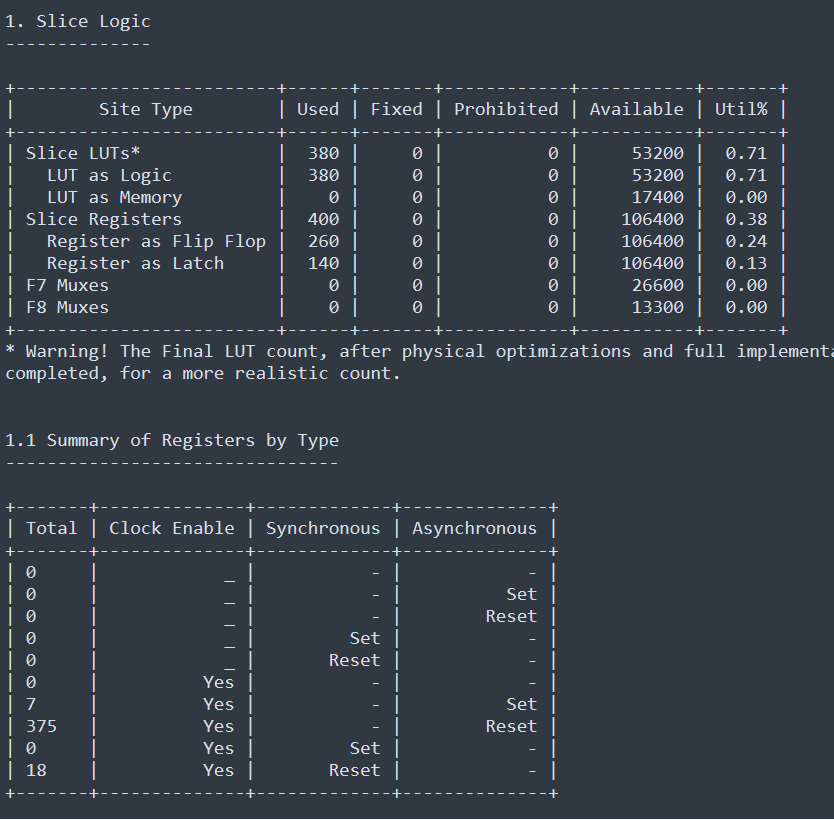 1. Slice Logic
--------------
+-------------------------+------+-------+------------+-----------+-------+
|        Site Type        | Used | Fixed | Prohibited | Available | Util% |
+-------------------------+------+-------+------------+-----------+-------+
| Slice LUTs*             |  380 |     0 |          0 |     53200 |  0.71 |
|   LUT as Logic          |  380 |     0 |          0 |     53200 |  0.71 |
|   LUT as Memory         |    0 |     0 |          0 |     17400 |  0.00 |
| Slice Registers         |  400 |     0 |          0 |    106400 |  0.38 |
|   Register as Flip Flop |  260 |     0 |          0 |    106400 |  0.24 |
|   Register as Latch     |  140 |     0 |          0 |    106400 |  0.13 |
| F7 Muxes                |    0 |     0 |          0 |     26600 |  0.00 |
| F8 Muxes                |    0 |     0 |          0 |     13300 |  0.00 |
+-------------------------+------+-------+------------+-----------+-------+
* Warning! The Final LUT count, after physical optimizations and full implementa
completed, for a more realistic count.
1.1 Summary of Registers by Type
--------------------------------
+-------+--------------+-------------+--------------+
| Total | Clock Enable | Synchronous | Asynchronous |
+-------+--------------+-------------+--------------+
| 0     |            _ |           - |            - |
| 0     |            _ |           - |          Set |
| 0     |            _ |           - |        Reset |
| 0     |            _ |         Set |            - |
| 0     |            _ |       Reset |            - |
| 0     |          Yes |           - |            - |
| 7     |          Yes |           - |          Set |
| 375   |          Yes |           - |        Reset |
| 0     |          Yes |         Set |            - |
| 18    |          Yes |       Reset |            - |
+-------+--------------+-------------+--------------+